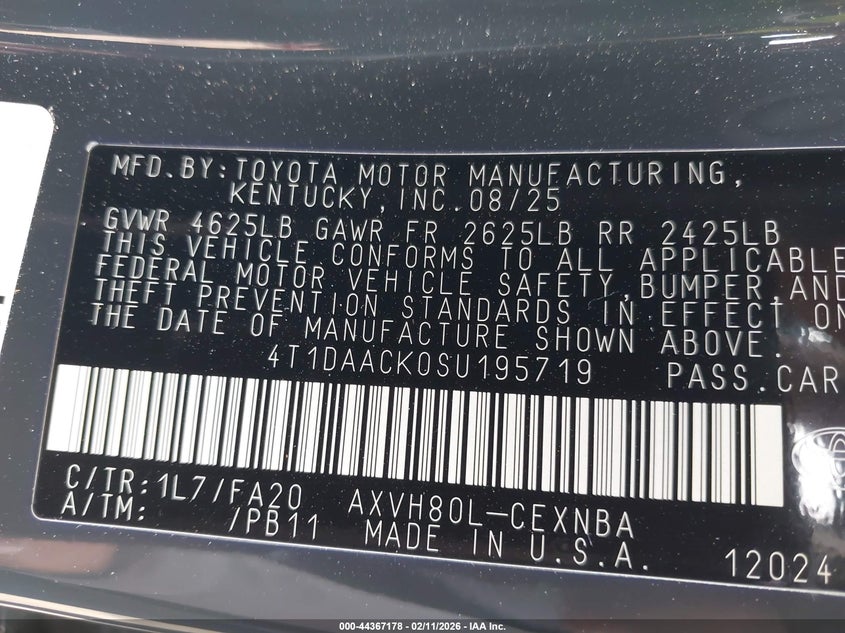 MFD.BY:TOYOTA MOTOR MANUFACTURING,
KENTUCKY,INC.08/25
GVWR 4625LB GAWR FR 2625LB RR 2425LB
THIS VEHICLE CONFORMS TO ALL APPLICABLE
FEDERAL MOTOR VEHICLE SAFETY,BUMPER,AND
THEFT PREVENTION STANDARDS IN EFFECT ON
THE DATE OF MANUFACTURE SHOWN ABOVE.
4T1DAACK0SU195719 PASS.CAR
C/TR:1L7/FA20 AXVH80L-CEXNBA
A/TM: /PB11 MADE IN U.S.A. 12024
000-44367178 - 02/11/2026 - IAA Inc.